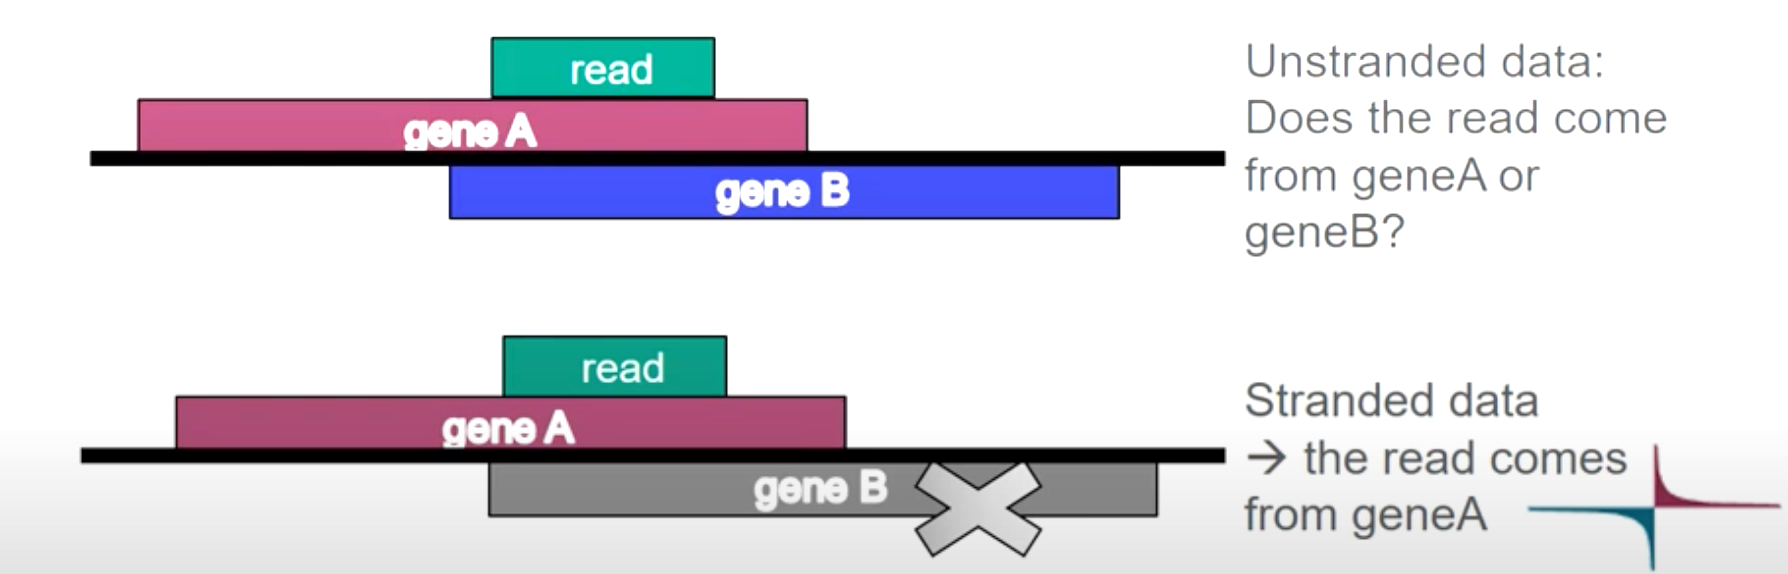 read
gene A
gene B
Unstranded data:
Does the read come
from geneA or
geneB?
read
gene A
gene B
Stranded data
→ the read comes
from geneA